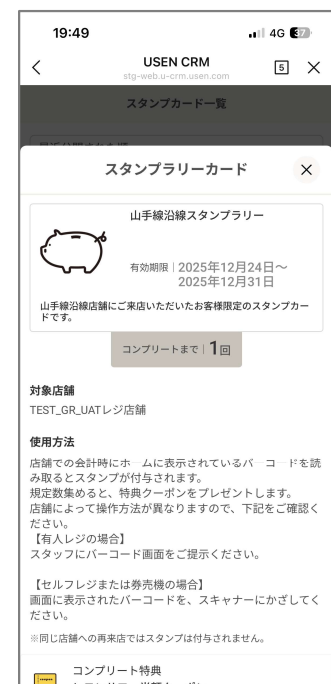 19:49
4G 37
USEN CRM
5
stg-web.u-crm.usen.com
スタンプカード一覧
スタンプラリーカード
山手線沿線スタンプラリー
有効期限 | 2025年12月24日〜
2025年12月31日
山手線沿線店舗にご来店いただいたお客様限定のスタンプカー
ドです。
コンプリートまで | 1回
対象店舗
TEST_GR_UATレジ店舗
使用方法
店舗での会計時にホームに表示されているバーコードを読
み取るとスタンプが付与されます。
規定数集めると、特典クーポンをプレゼントします。
店舗によって操作方法が異なりますので、下記をご確認く
ださい。
【有人レジの場合】
スタッフにバーコード画面をご提示ください。
【セルフレジまたは券売機の場合】
画面に表示されたバーコードを、スキャナーにかざしてく
ださい。
※同じ店舗への再来店ではスタンプは付与されません。
コンプリート特典